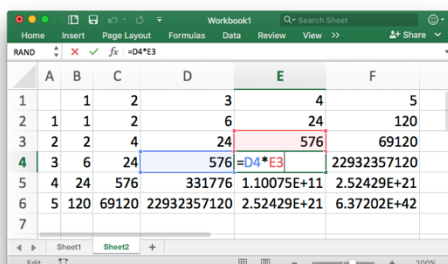 Workbook1
Search Sheet
Home Insert Page Layout Formulas Data Review View >> Share
RAND fx =D4*E3
A B C D E F
1 1 2 3 4 5
2 1 1 2 6 24 120
3 2 2 4 24 576 69120
4 3 6 24 576 =D4*E3 22932357120
5 4 24 576 331776 1.10075E+11 2.52429E+21
6 5 120 69120 22932357120 2.52429E+21 6.37202E+42
7
Sheet1 Sheet2 +
Edit 200%